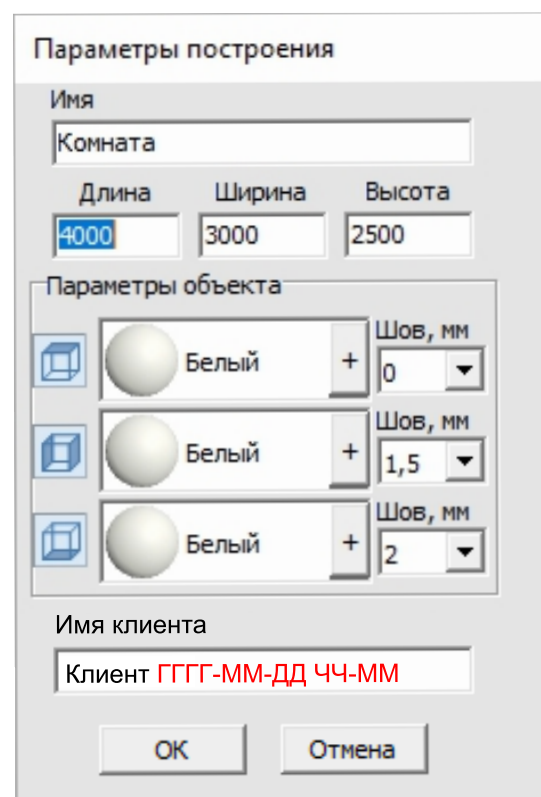 Параметры построения
Имя
Комната
Длина Ширина Высота
4000 3000 2500
Параметры объекта
Шов, мм
Белый + 0
Шов, мм
Белый + 1,5
Шов, мм
Белый + 2
Имя клиента
Клиент ГГГГ-ММ-ДД ЧЧ-ММ
ОК Отмена